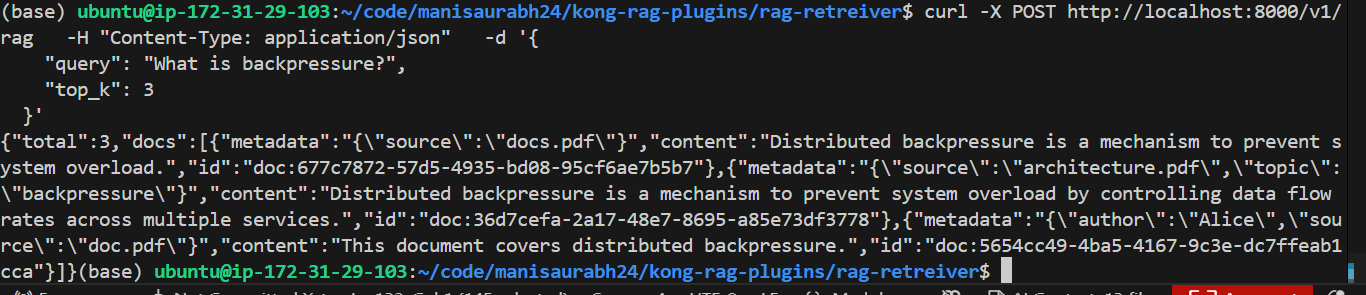 (base) ubuntu@ip-172-31-29-103:~/code/manisaurabh24/kong-rag-plugins/rag-retreiver$ curl -X POST http://localhost:8000/v1/
rag   -H "Content-Type: application/json"   -d '{
    "query": "What is backpressure?",
    "top_k": 3
  }'
{"total":3,"docs":[{"metadata":"{\"source\":\"docs.pdf\"}","content":"Distributed backpressure is a mechanism to prevent s
ystem overload.","id":"doc:677c7872-57d5-4935-bd08-95cf6ae7b5b7"},{"metadata":"{\"source\":\"architecture.pdf\",\"topic\":
\"backpressure\"}","content":"Distributed backpressure is a mechanism to prevent system overload by controlling data flow
rates across multiple services.","id":"doc:36d7cefa-2a17-48e7-8695-a85e73df3778"},{"metadata":"{\"author\":\"Alice\",\"sou
rce\":\"doc.pdf\"}","content":"This document covers distributed backpressure.","id":"doc:5654cc49-4ba5-4167-9c3e-dc7ffeab1
cca"}]}(base) ubuntu@ip-172-31-29-103:~/code/manisaurabh24/kong-rag-plugins/rag-retreiver$